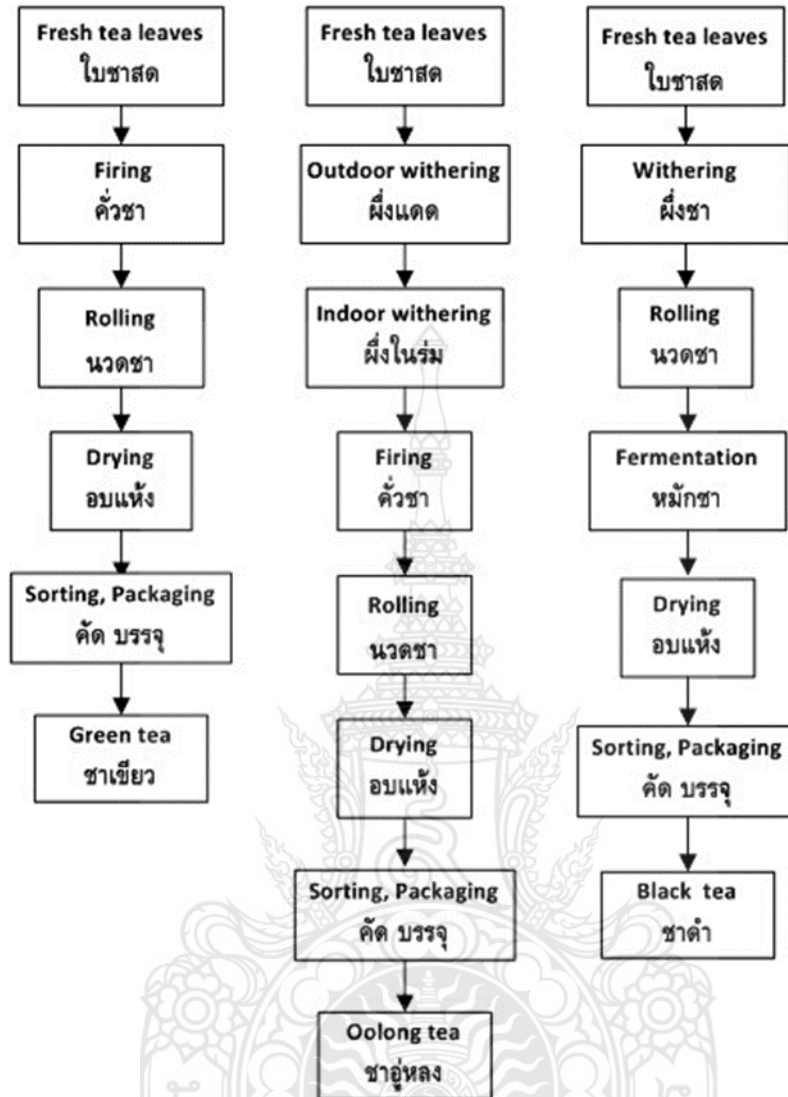 Fresh tea leaves
ใบชาสด
Firing
คั่วชา
Rolling
นวดชา
Drying
อบแห้ง
Sorting, Packaging
คัด บรรจุ
Green tea
ชาเขียว
Fresh tea leaves
ใบชาสด
Outdoor withering
ผึ่งแดด
Indoor withering
ผึ่งในร่ม
Firing
คั่วชา
Rolling
นวดชา
Drying
อบแห้ง
Sorting, Packaging
คัด บรรจุ
Oolong tea
ชาอู่หลง
Fresh tea leaves
ใบชาสด
Withering
ผึ่งชา
Rolling
นวดชา
Fermentation
หมักชา
Drying
อบแห้ง
Sorting, Packaging
คัด บรรจุ
Black tea
ชาดำ